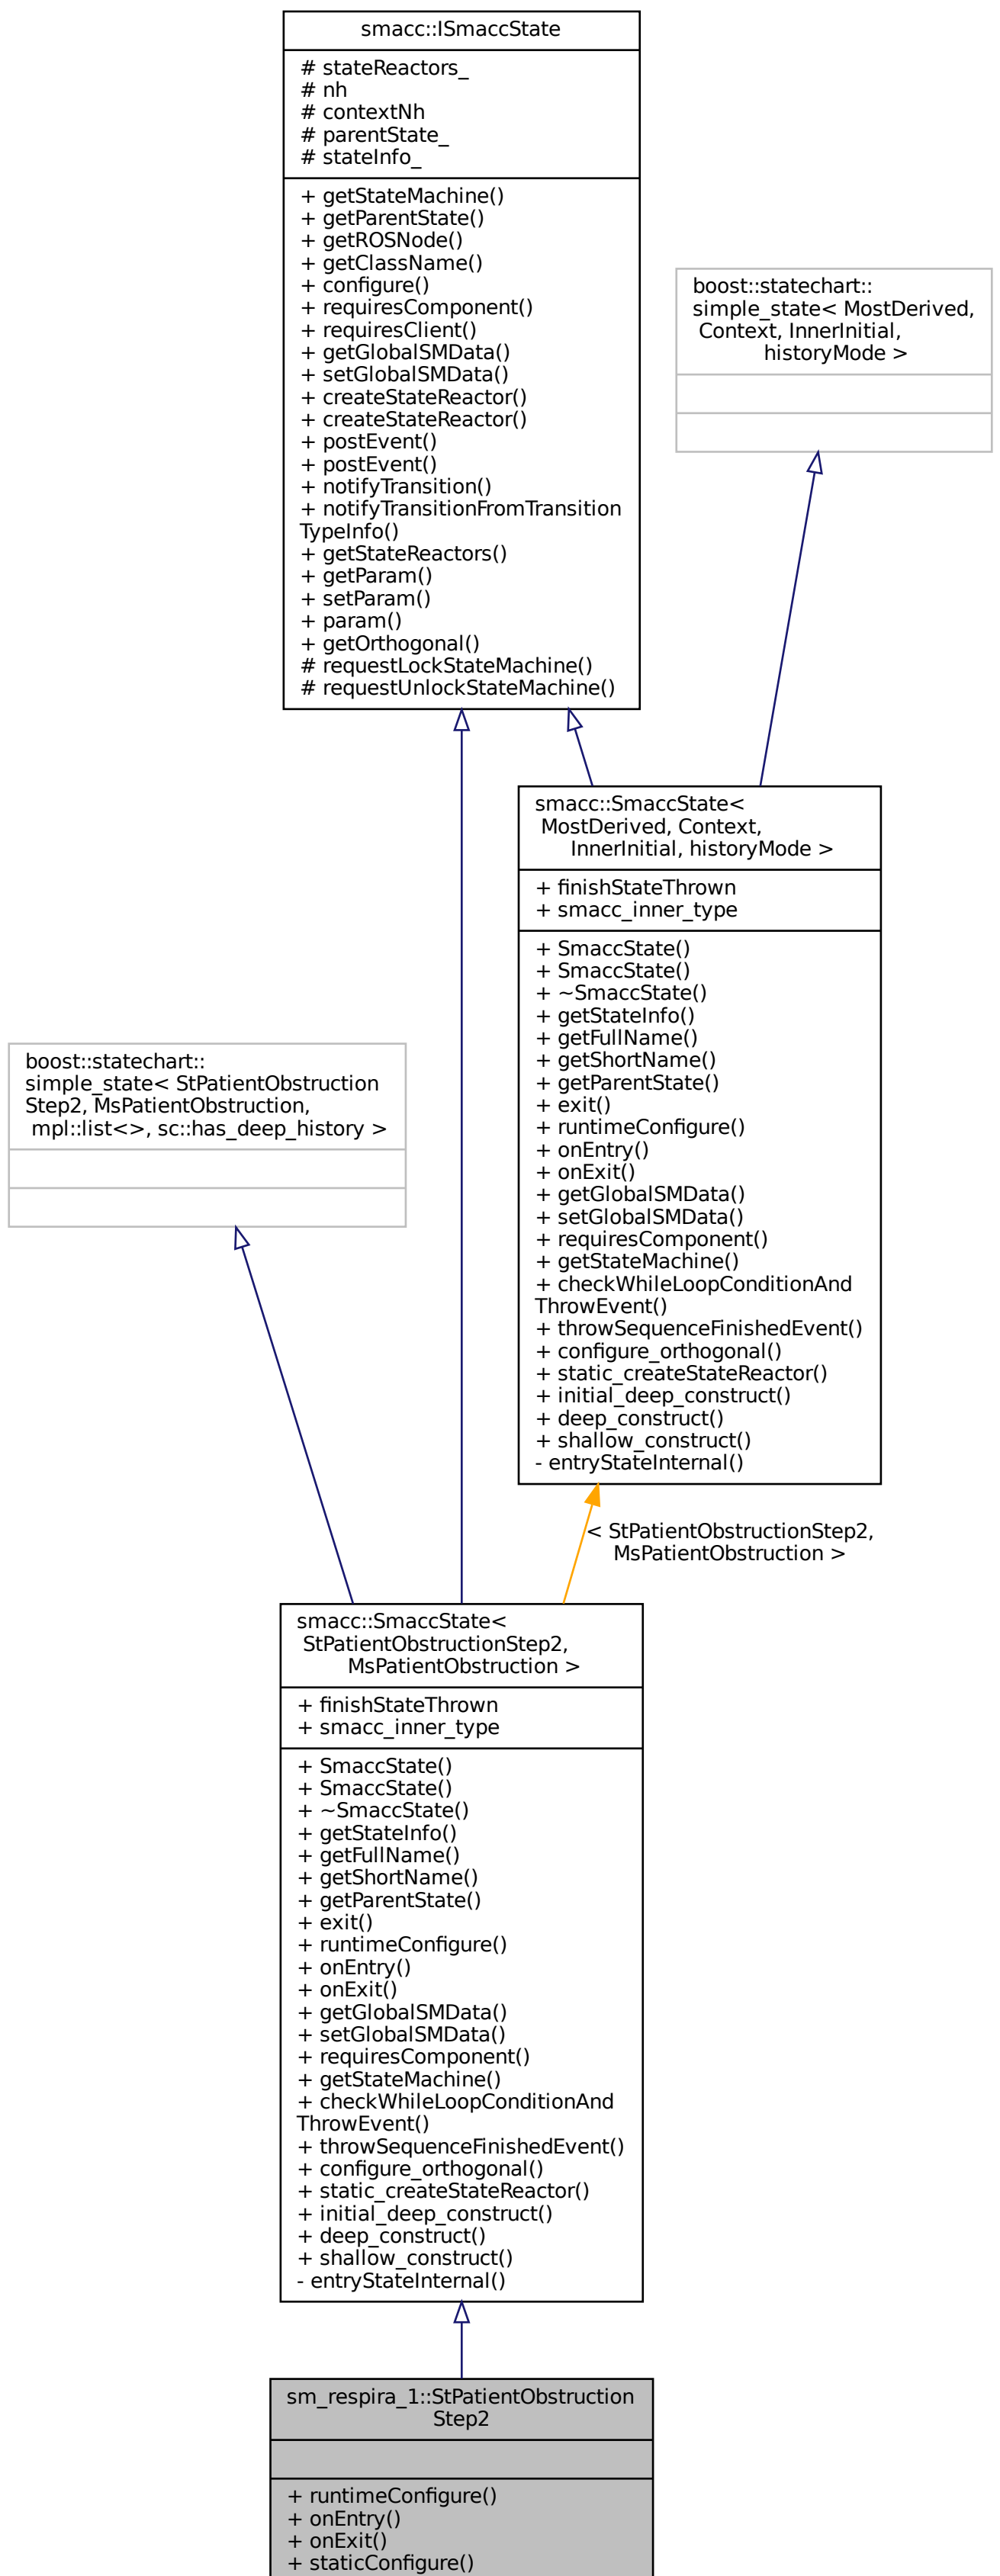 smacc::ISmaccState
# stateReactors_
# nh
# contextNh
# parentState_
# stateInfo_
+ getStateMachine()
+ getParentState()
+ getROSNode()
+ getClassName()
+ configure()
+ requiresComponent()
+ requiresClient()
+ getGlobalSMData()
+ setGlobalSMData()
+ createStateReactor()
+ createStateReactor()
+ postEvent()
+ postEvent()
+ notifyTransition()
+ notifyTransitionFromTransition
TypeInfo()
+ getStateReactors()
+ getParam()
+ setParam()
+ param()
+ getOrthogonal()
# requestLockStateMachine()
# requestUnlockStateMachine()
boost::statechart::
simple_state< MostDerived,
Context, InnerInitial,
historyMode >
smacc::SmaccState<
MostDerived, Context,
InnerInitial, historyMode >
+ finishStateThrown
+ smacc_inner_type
+ SmaccState()
+ SmaccState()
+ ~SmaccState()
+ getStateInfo()
+ getFullName()
+ getShortName()
+ getParentState()
+ exit()
+ runtimeConfigure()
+ onEntry()
+ onExit()
+ getGlobalSMData()
+ setGlobalSMData()
+ requiresComponent()
+ getStateMachine()
+ checkWhileLoopConditionAnd
ThrowEvent()
+ throwSequenceFinishedEvent()
+ configure_orthogonal()
+ static_createStateReactor()
+ initial_deep_construct()
+ deep_construct()
+ shallow_construct()
- entryStateInternal()
boost::statechart::
simple_state< StPatientObstruction
Step2, MsPatientObstruction,
mpl::list<>, sc::has_deep_history >
< StPatientObstructionStep2,
MsPatientObstruction >
smacc::SmaccState<
StPatientObstructionStep2,
MsPatientObstruction >
+ finishStateThrown
+ smacc_inner_type
+ SmaccState()
+ SmaccState()
+ ~SmaccState()
+ getStateInfo()
+ getFullName()
+ getShortName()
+ getParentState()
+ exit()
+ runtimeConfigure()
+ onEntry()
+ onExit()
+ getGlobalSMData()
+ setGlobalSMData()
+ requiresComponent()
+ getStateMachine()
+ checkWhileLoopConditionAnd
ThrowEvent()
+ throwSequenceFinishedEvent()
+ configure_orthogonal()
+ static_createStateReactor()
+ initial_deep_construct()
+ deep_construct()
+ shallow_construct()
- entryStateInternal()
sm_respira_1::StPatientObstruction
Step2
+ runtimeConfigure()
+ onEntry()
+ onExit()
+ staticConfigure()